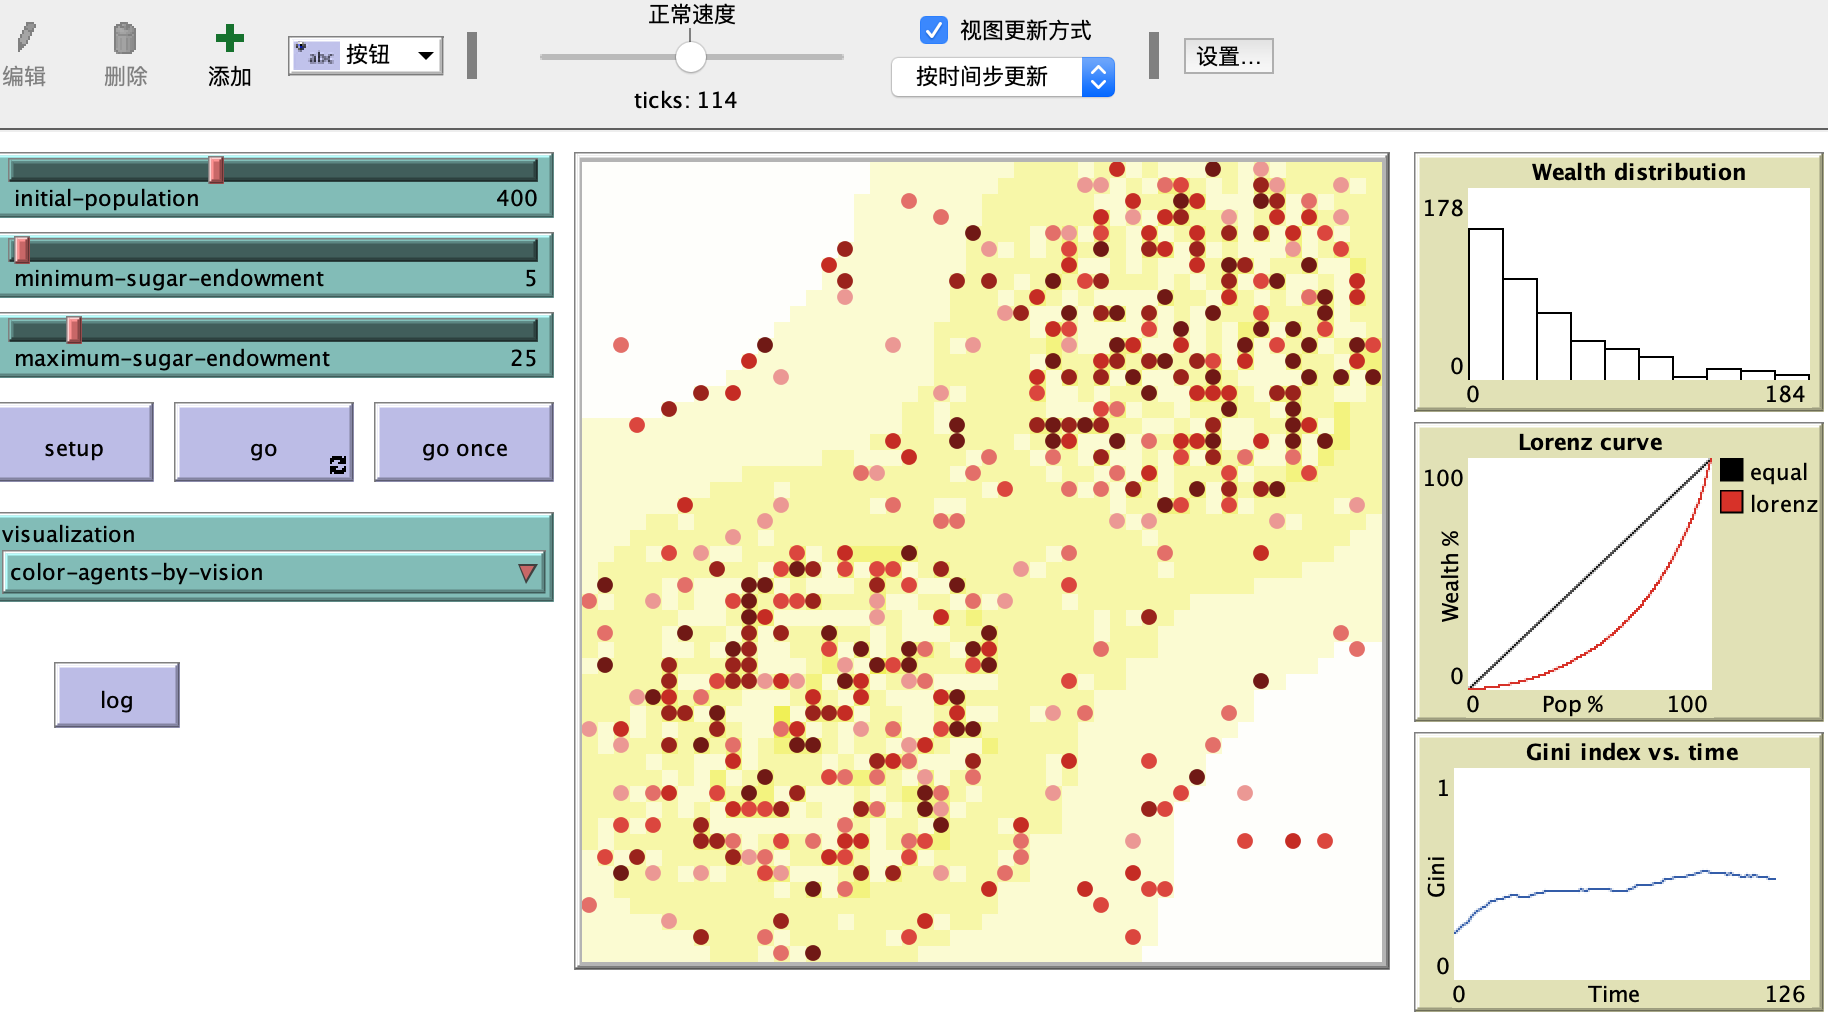 正常速度
视图更新方式
编辑
删除
添加
abc 按钮
按时间步更新
设置...
ticks: 114
initial-population
400
minimum-sugar-endowment
5
maximum-sugar-endowment
25
setup
go
go once
visualization
color-agents-by-vision
log
Wealth distribution
178
0
0
184
Lorenz curve
100
equal
lorenz
Wealth %
0
0
Pop %
100
Gini index vs. time
1
Gini
0
0
Time
126